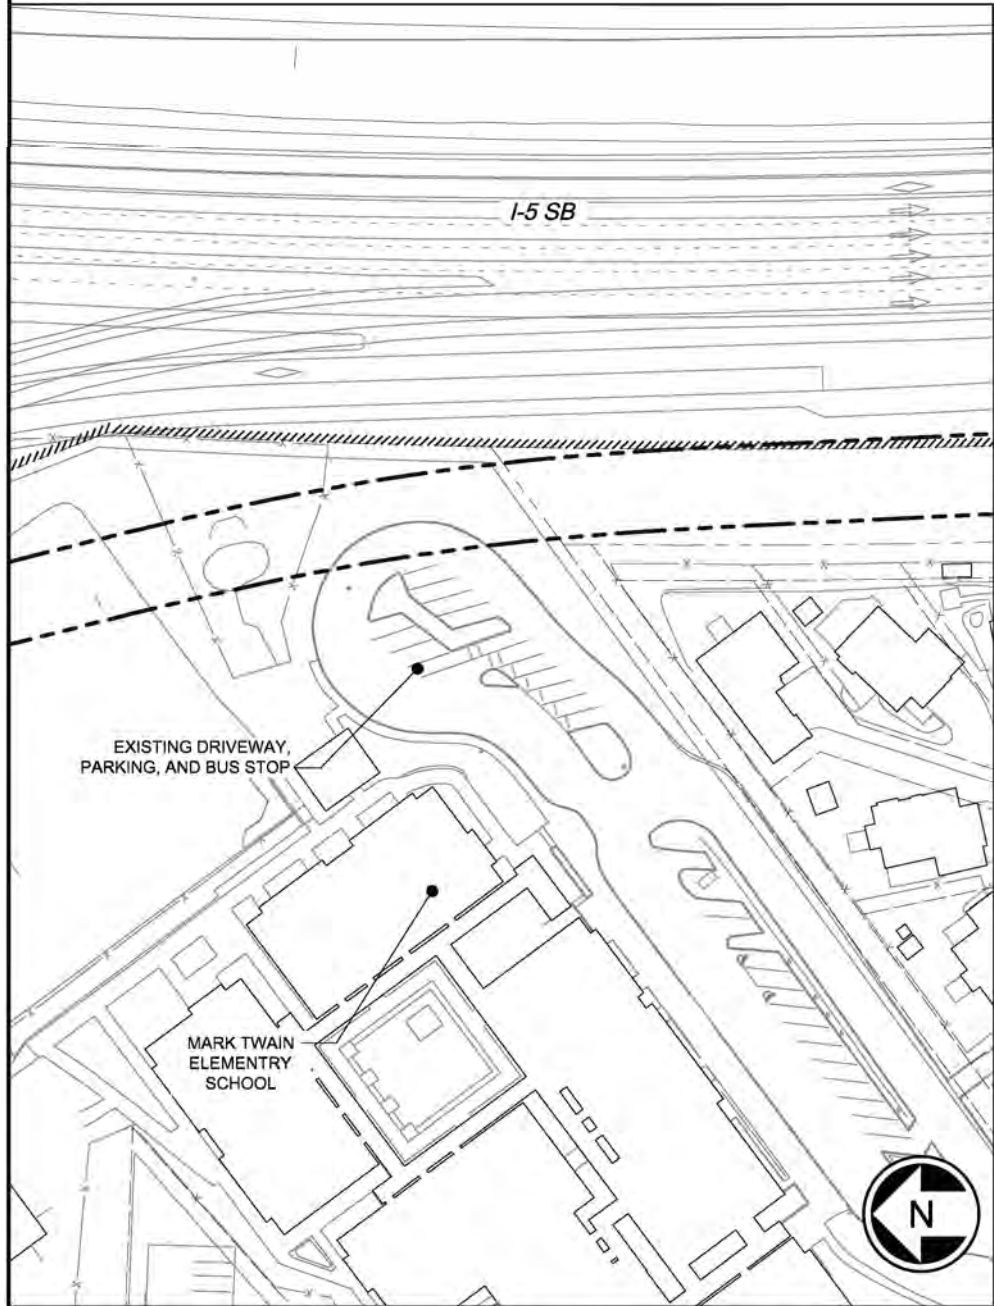 I-5 SB
EXISTING DRIVEWAY,
PARKING, AND BUS STOP
MARK TWAIN
ELEMENTRY
SCHOOL
N